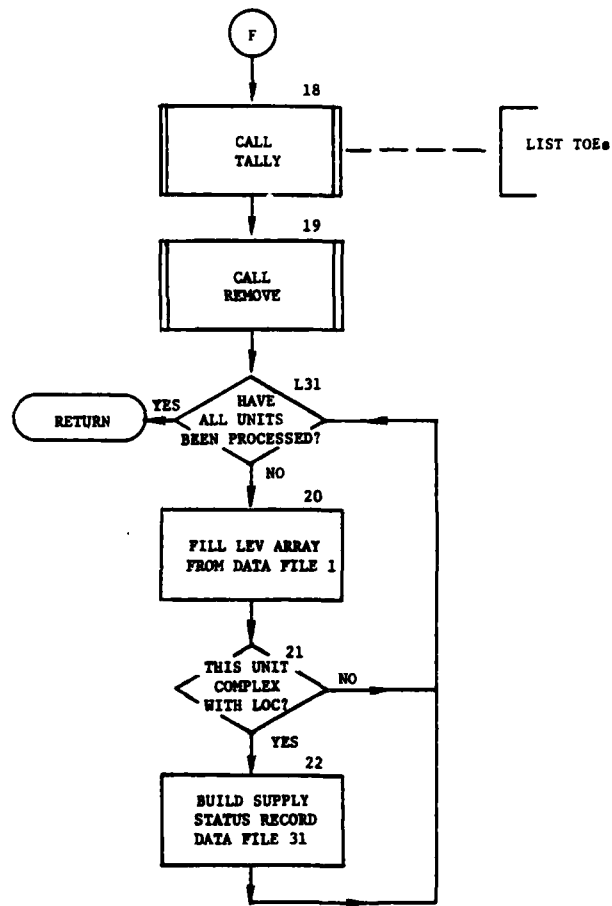 F
18
CALL
TALLY
LIST TOEs
19
CALL
REMOVE
L31
HAVE
ALL UNITS
BEEN PROCESSED?
YES
RETURN
NO
20
FILL LEV ARRAY
FROM DATA FILE 1
21
THIS UNIT
COMPLEX
WITH LOC?
NO
YES
22
BUILD SUPPLY
STATUS RECORD
DATA FILE 31